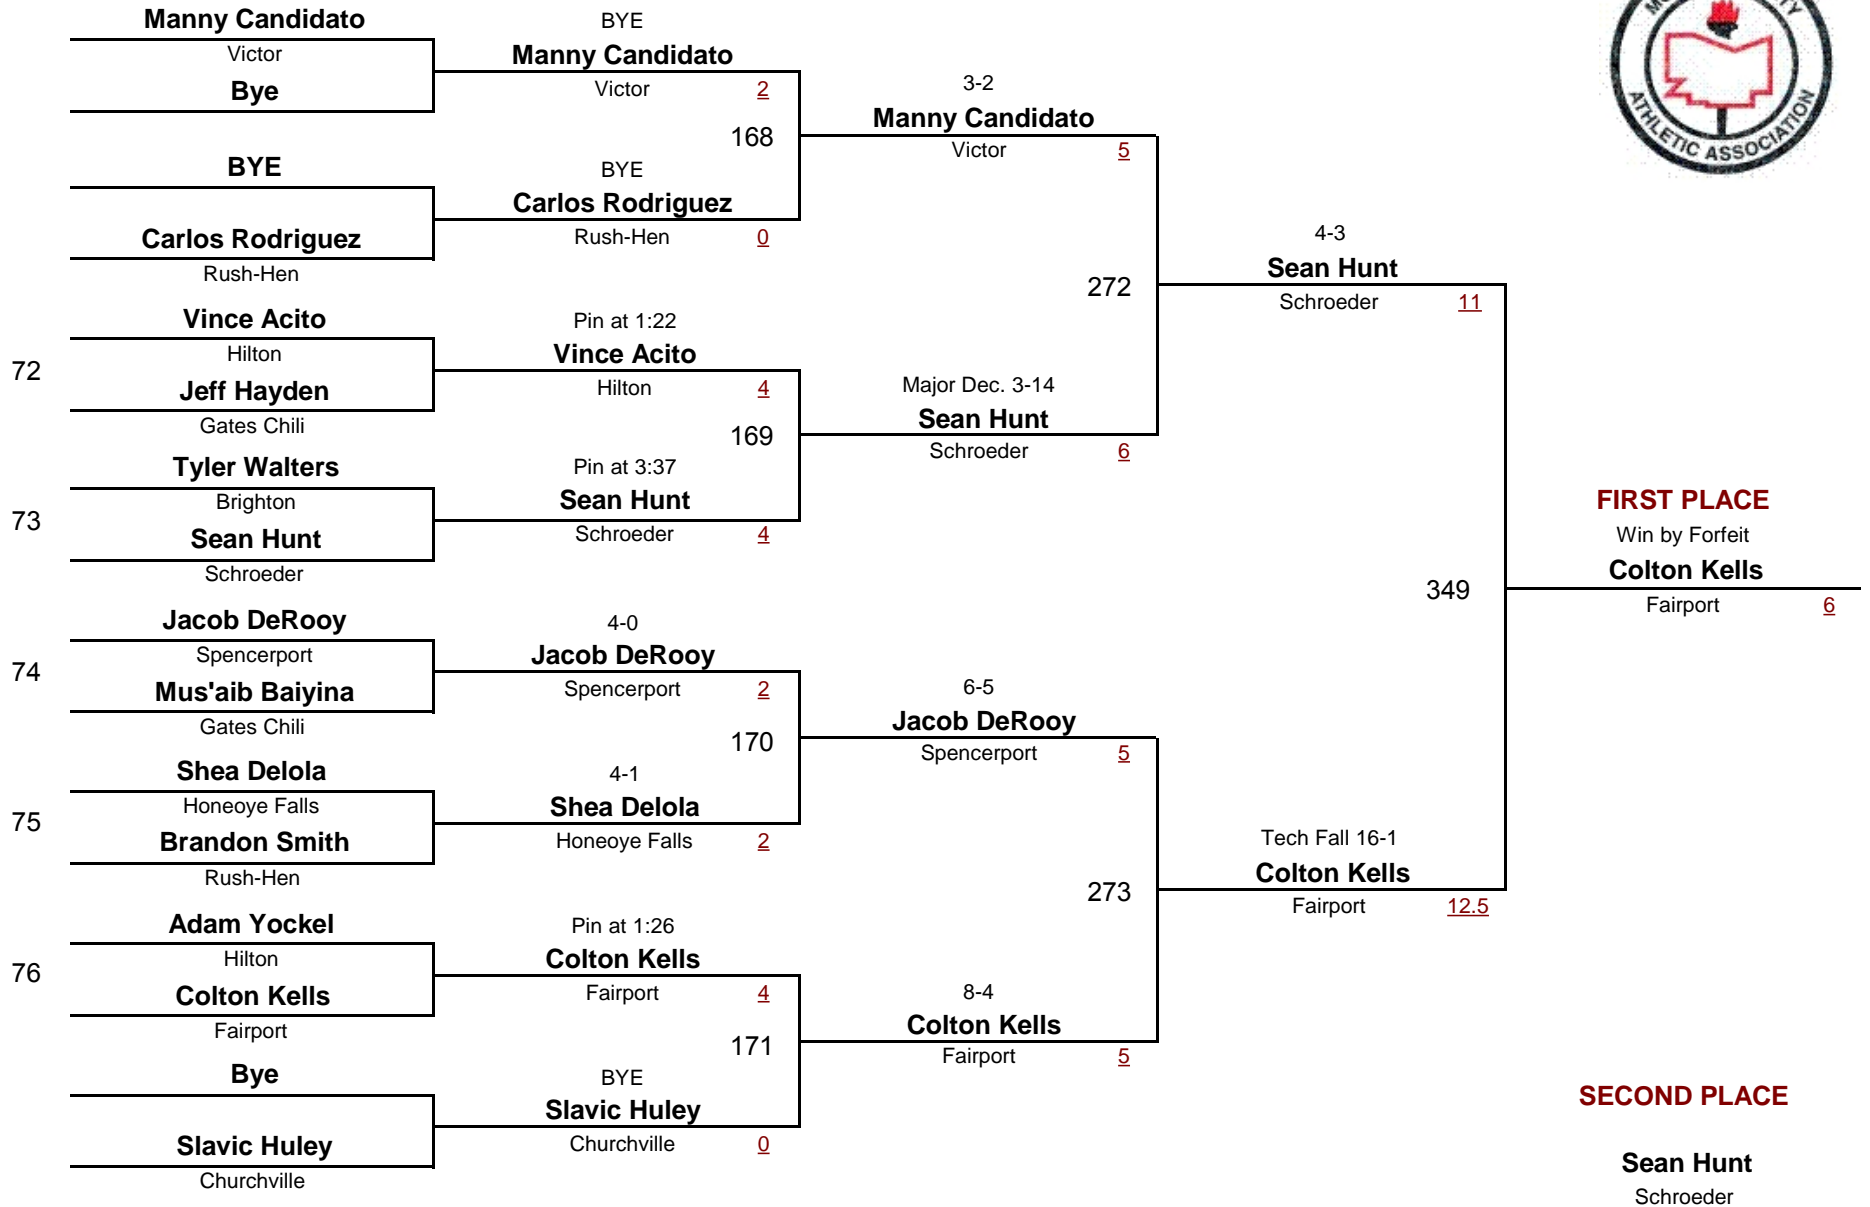 Manny Candidato
Victor
Bye
BYE
Carlos Rodriguez
Rush-Hen
72
Vince Acito
Hilton
Jeff Hayden
Gates Chili
73
Tyler Walters
Brighton
Sean Hunt
Schroeder
74
Jacob DeRooy
Spencerport
Mus'aib Baiyina
Gates Chili
75
Shea Delola
Honeoye Falls
Brandon Smith
Rush-Hen
76
Adam Yockel
Hilton
Colton Kells
Fairport
Bye
Slavic Huley
Churchville
BYE
Manny Candidato
Victor 2
168
BYE
Carlos Rodriguez
Rush-Hen 0
Pin at 1:22
Vince Acito
Hilton 4
169
Pin at 3:37
Sean Hunt
Schroeder 4
4-0
Jacob DeRooy
Spencerport 2
170
4-1
Shea Delola
Honeoye Falls 2
Pin at 1:26
Colton Kells
Fairport 4
171
BYE
Slavic Huley
Churchville 0
3-2
Manny Candidato
Victor 5
272
Major Dec. 3-14
Sean Hunt
Schroeder 6
6-5
Jacob DeRooy
Spencerport 5
273
8-4
Colton Kells
Fairport 5
4-3
Sean Hunt
Schroeder 11
349
Tech Fall 16-1
Colton Kells
Fairport 12.5
ATHLETIC ASSOCIATION
FIRST PLACE
Win by Forfeit
Colton Kells
Fairport 6
SECOND PLACE
Sean Hunt
Schroeder